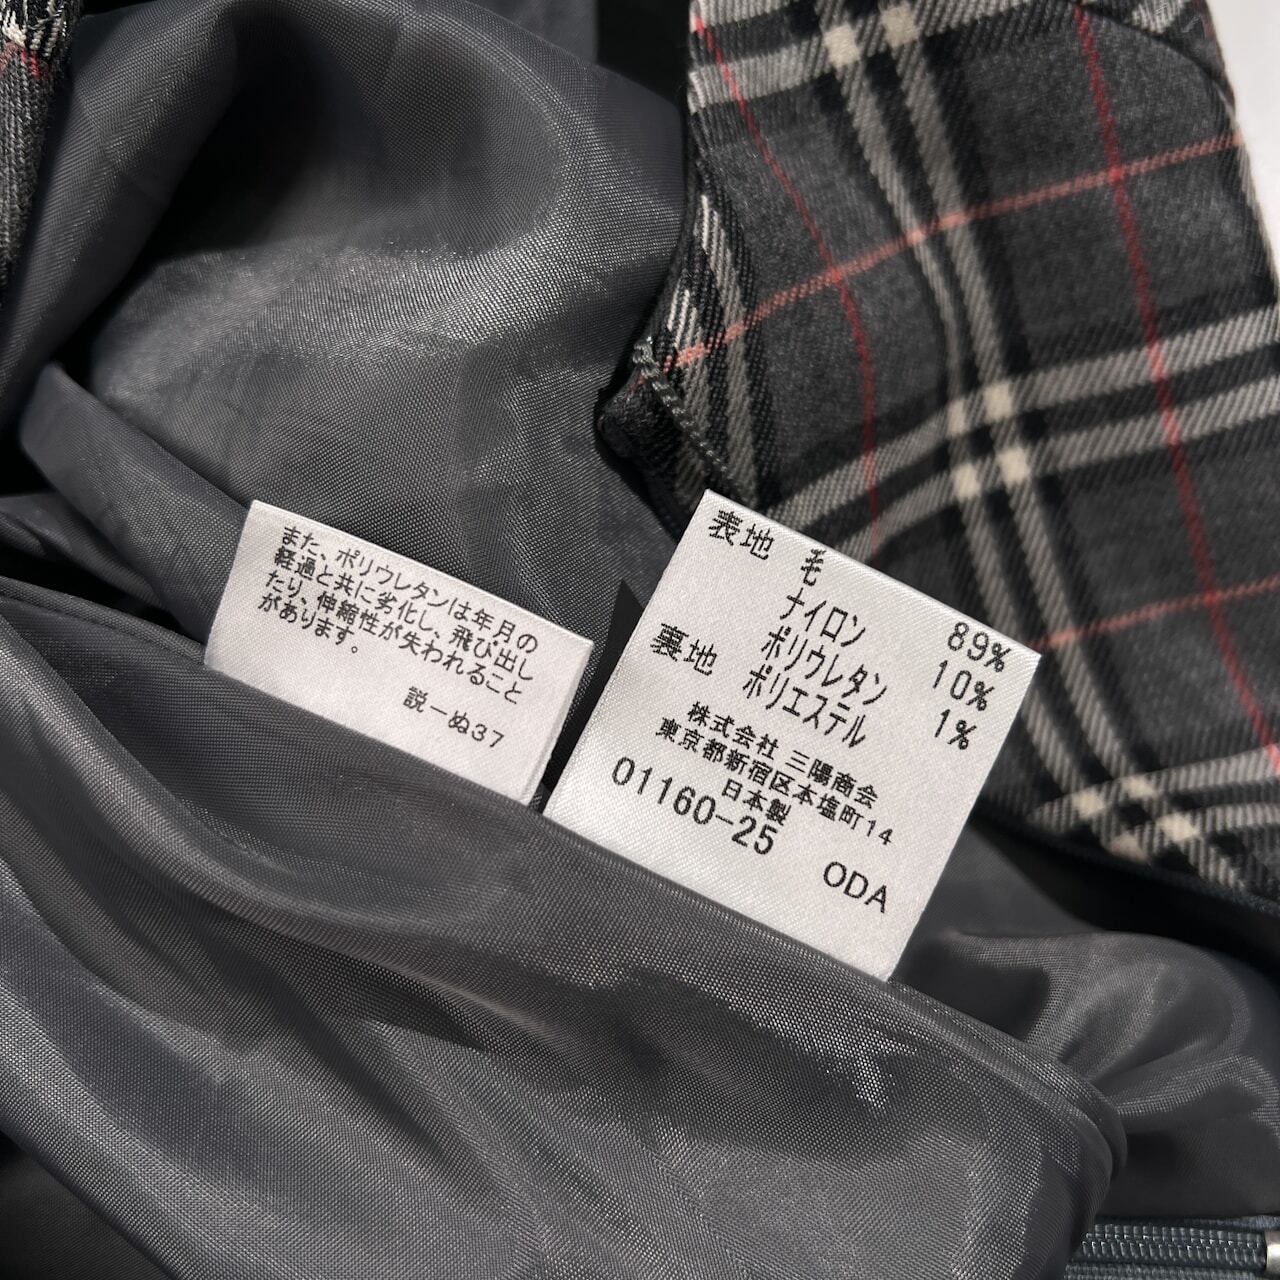 また、ポリウレタンは年月の
経過と共に劣化し、飛び出し
たり、伸縮性が失われること
があります。
説－ぬ37
表地 毛 89%
ナイロン 10%
ポリウレタン 1%
裏地 ポリエステル
株式会社 三陽商会
東京都新宿区本塩町14
日本製
01160-25
ODA